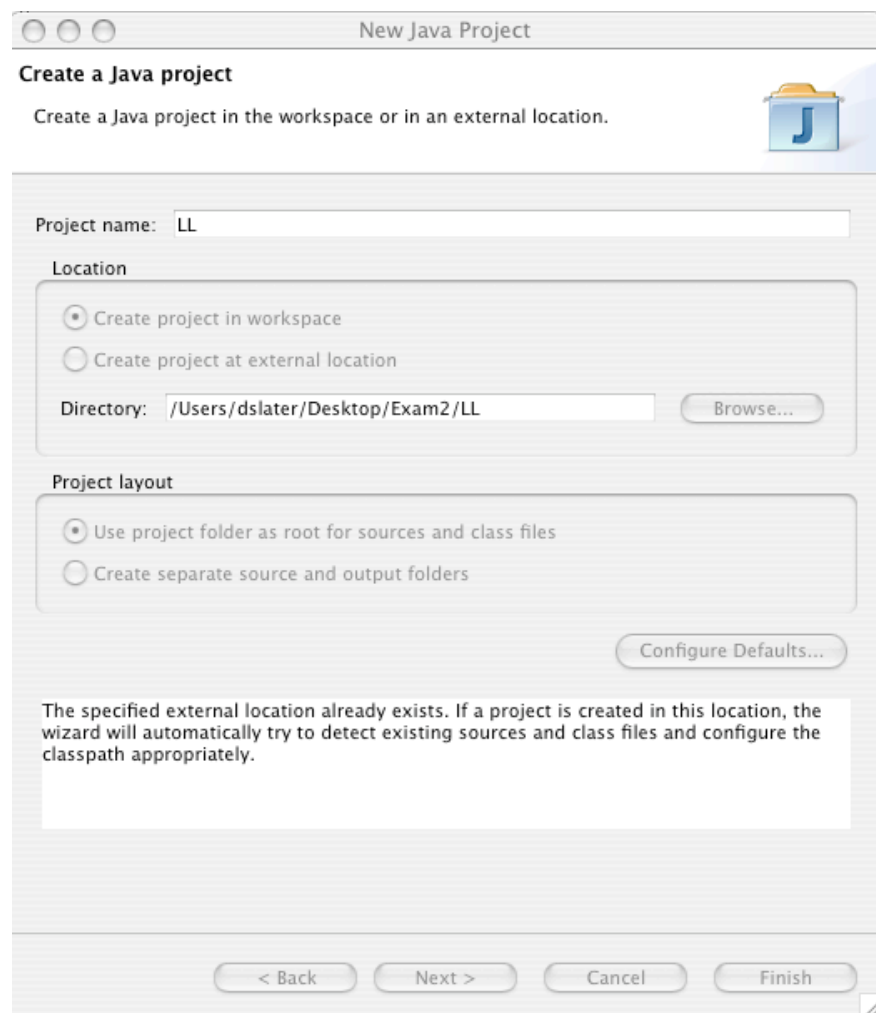 New Java Project
Create a Java project
Create a Java project in the workspace or in an external location.
J
Project name: LL
Location
Create project in workspace
Create project at external location
Directory: /Users/dslater/Desktop/Exam2/LL Browse...
Project layout
Use project folder as root for sources and class files
Create separate source and output folders
Configure Defaults...
The specified external location already exists. If a project is created in this location, the
wizard will automatically try to detect existing sources and class files and configure the
classpath appropriately.
< Back Next > Cancel Finish